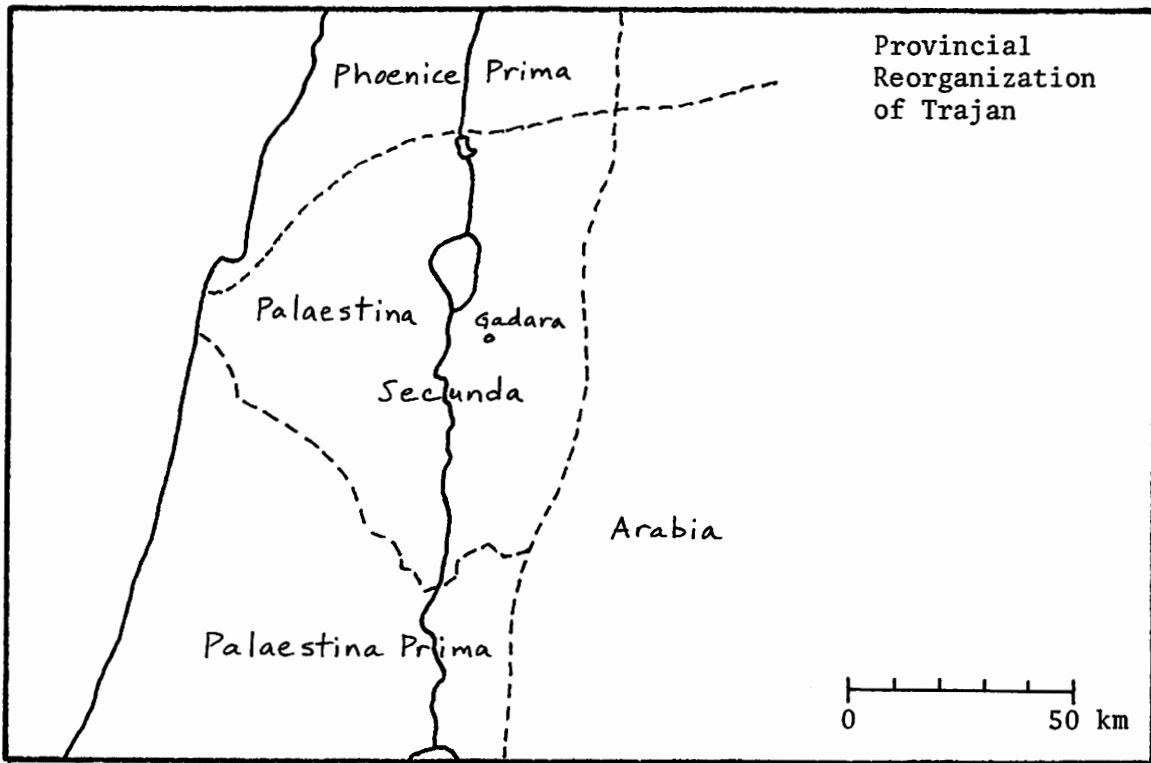 Provincial
Reorganization
of Trajan
Phoenice Prima
Palaestina
Gadara
Secunda
Arabia
Palaestina Prima
0 50 km